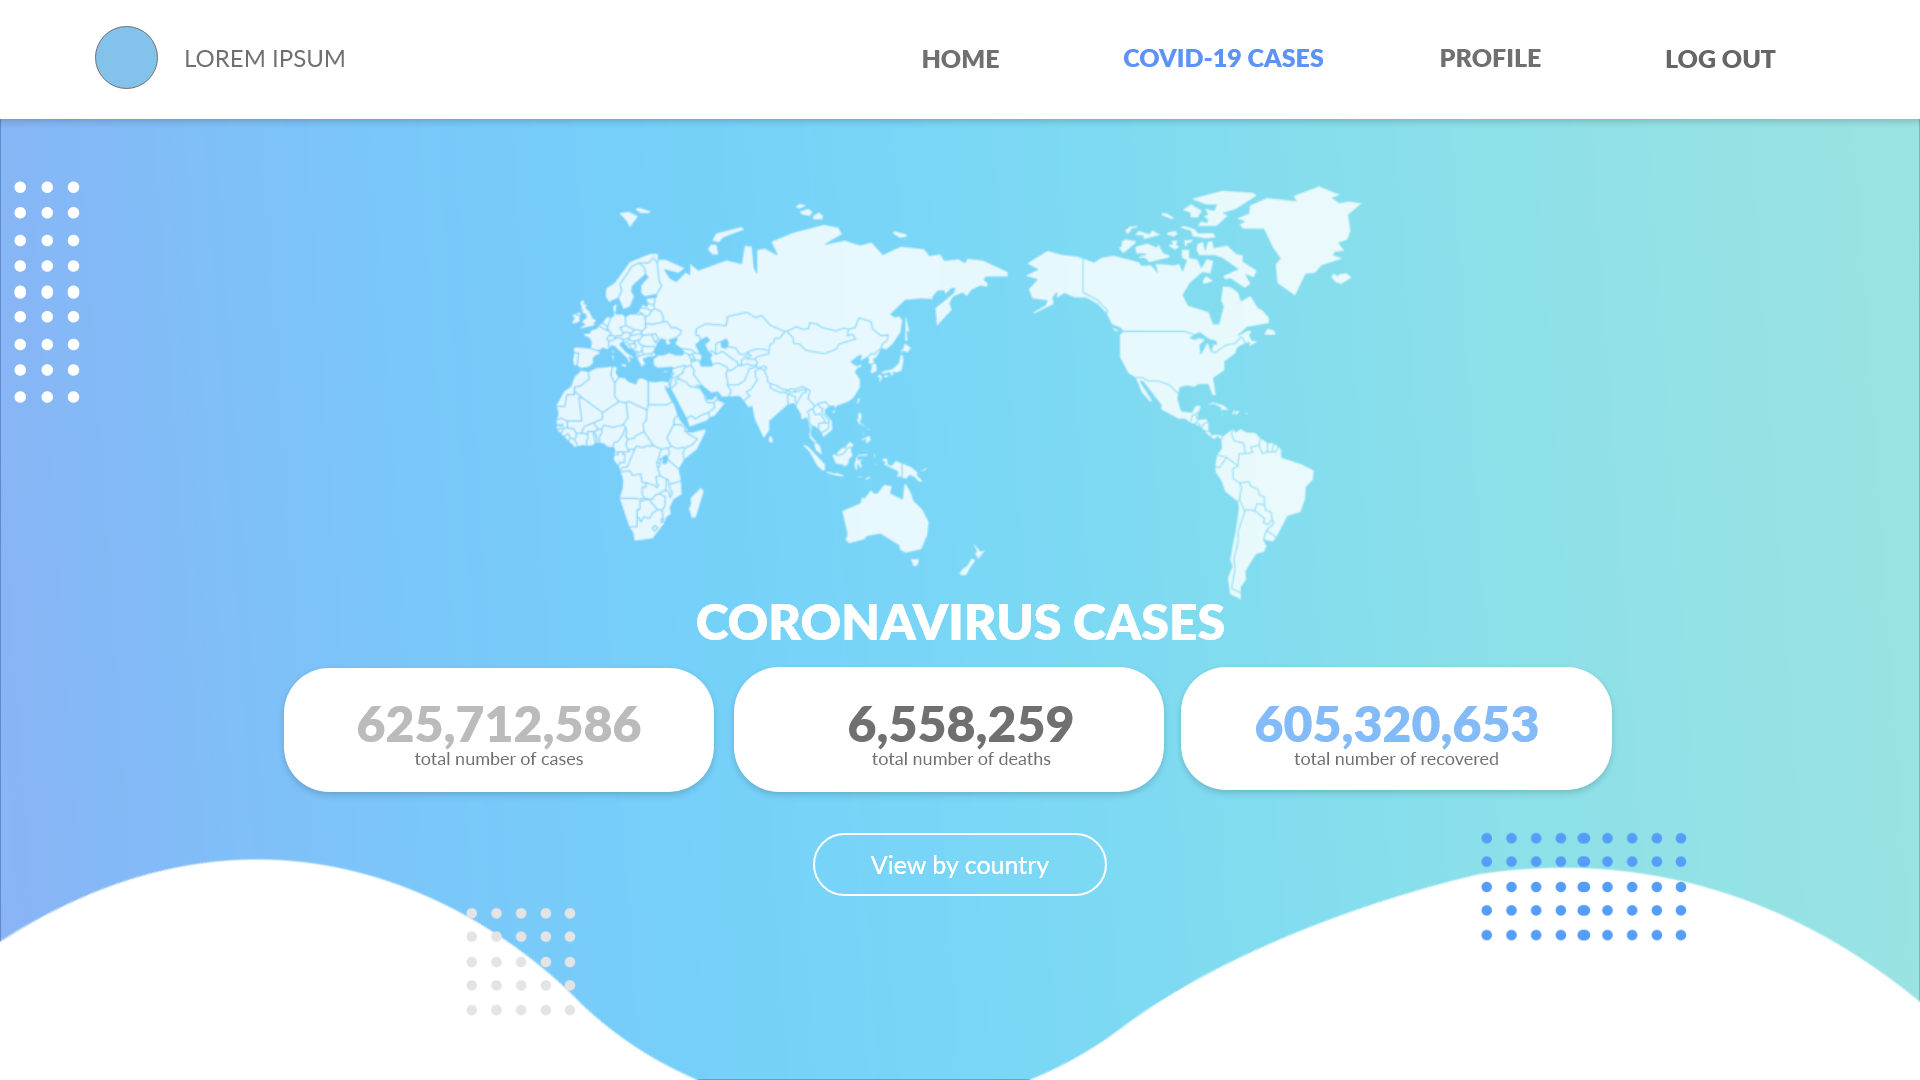 LOREM IPSUM
HOME
COVID-19 CASES
PROFILE
LOG OUT
CORONAVIRUS CASES
625,712,586
total number of cases
6,558,259
total number of deaths
605,320,653
total number of recovered
View by country